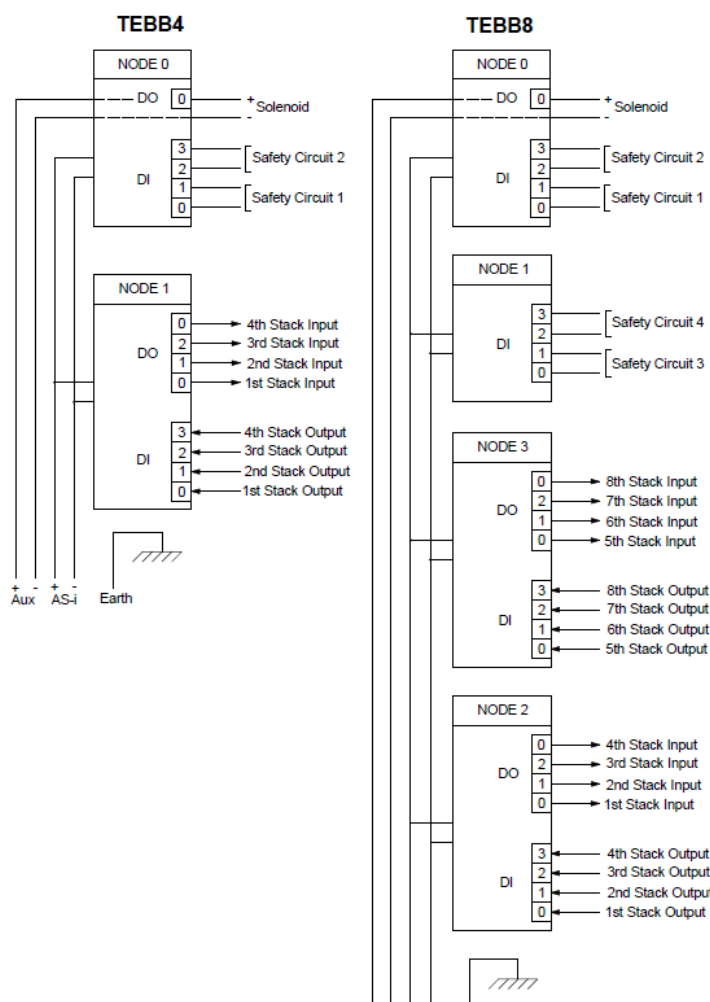 TEBB4
NODE 0
DO 0 + Solenoid
-
DI
3
2 Safety Circuit 2
1
0 Safety Circuit 1
NODE 1
DO
0 4th Stack Input
2 3rd Stack Input
1 2nd Stack Input
0 1st Stack Input
DI
3 4th Stack Output
2 3rd Stack Output
1 2nd Stack Output
0 1st Stack Output
+ - + -
Aux AS-i Earth
TEBB8
NODE 0
DO 0 + Solenoid
-
DI
3
2 Safety Circuit 2
1
0 Safety Circuit 1
NODE 1
DI
3
2 Safety Circuit 4
1
0 Safety Circuit 3
NODE 3
DO
0 8th Stack Input
2 7th Stack Input
1 6th Stack Input
0 5th Stack Input
DI
3 8th Stack Output
2 7th Stack Output
1 6th Stack Output
0 5th Stack Output
NODE 2
DO
0 4th Stack Input
2 3rd Stack Input
1 2nd Stack Input
0 1st Stack Input
DI
3 4th Stack Output
2 3rd Stack Output
1 2nd Stack Output
0 1st Stack Output